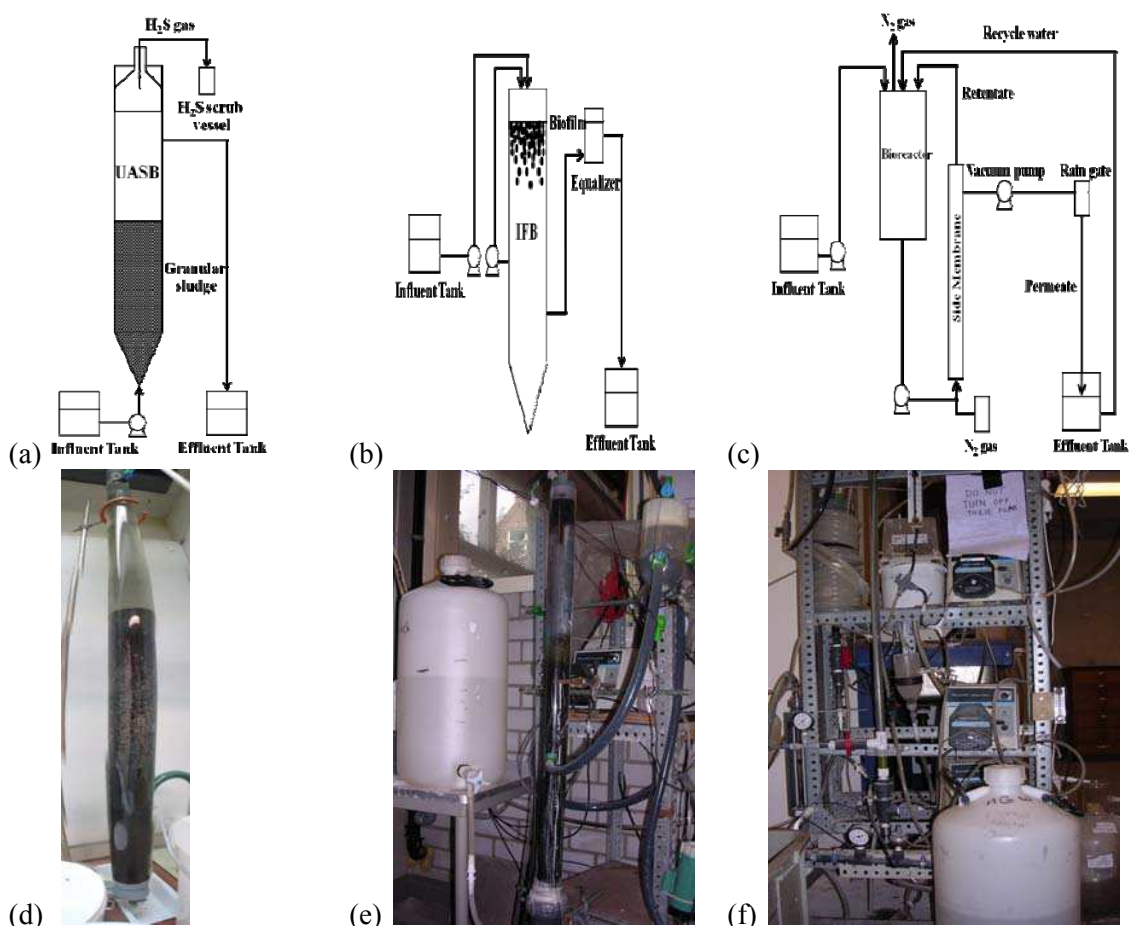 H₂S gas
H₂S scrub
vessel
UASB
Granular
sludge
Influent Tank
Effluent Tank
(a)
Biofilm
Equalizer
IFB
Influent Tank
Effluent Tank
(b)
N₂ gas
Recycle water
Retentate
Bioreactor
Vacuum pump
Rain gate
Influent Tank
Side Membrane
Permeate
N₂ gas
Effluent Tank
(c)
(d)
(e)
DO NOT
TURN OFF
THESE PUMP
(f)